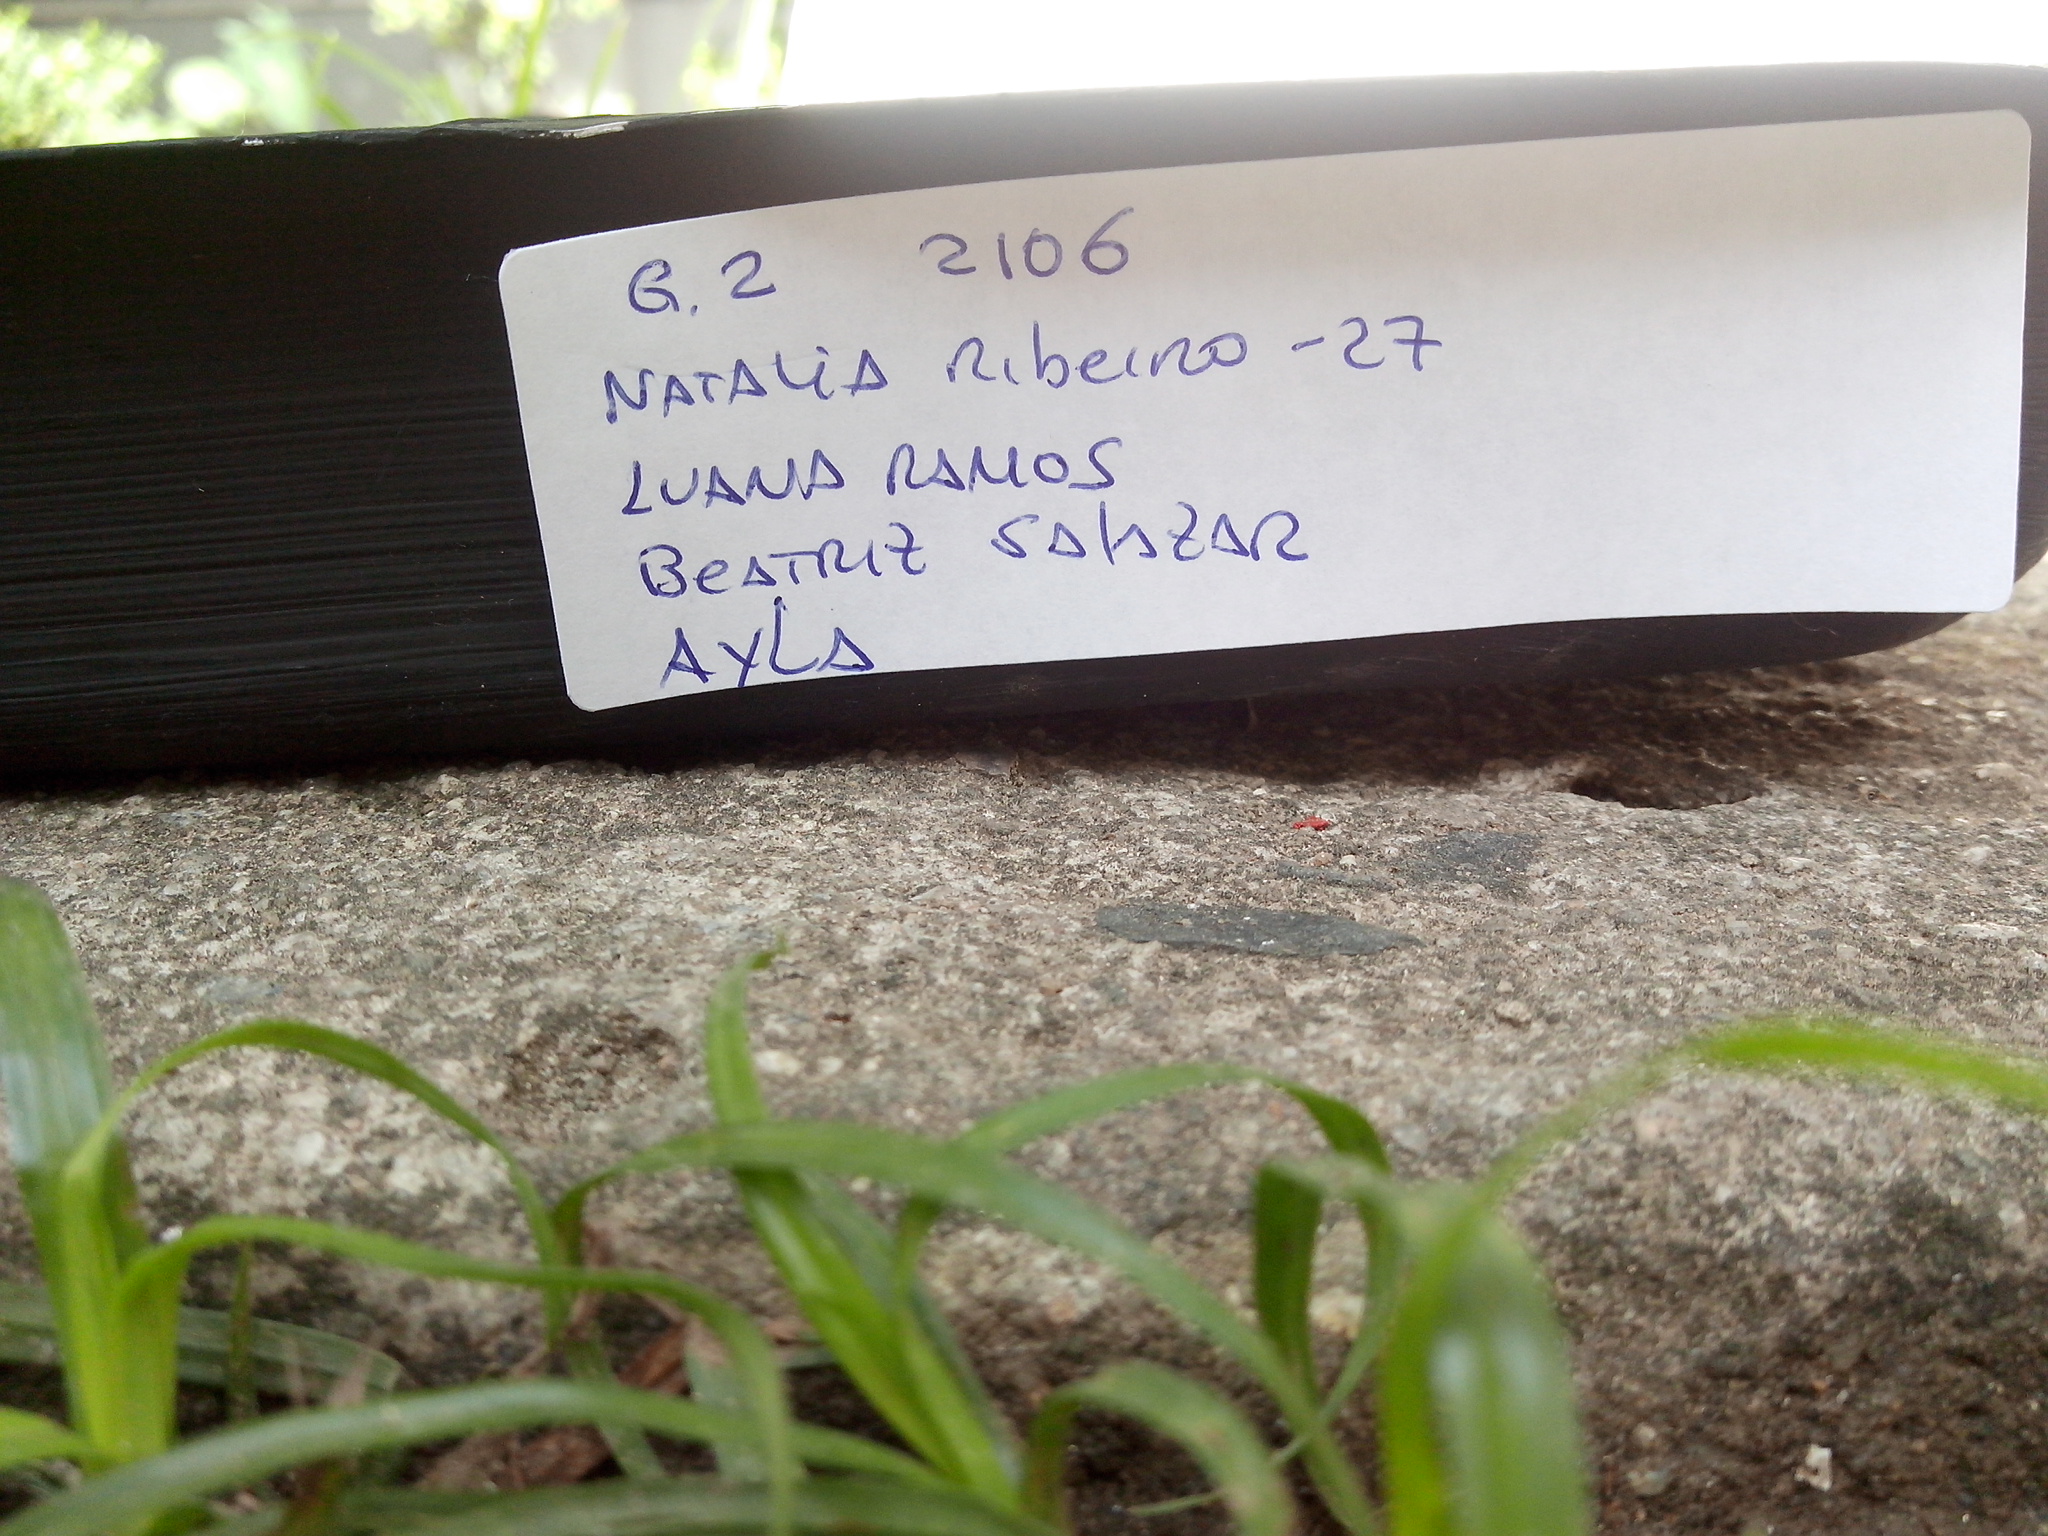 G.2 2106
NATALIA Ribeiro - 27
LUANA RAMOS
BEATRIZ SALAZAR
AYLA